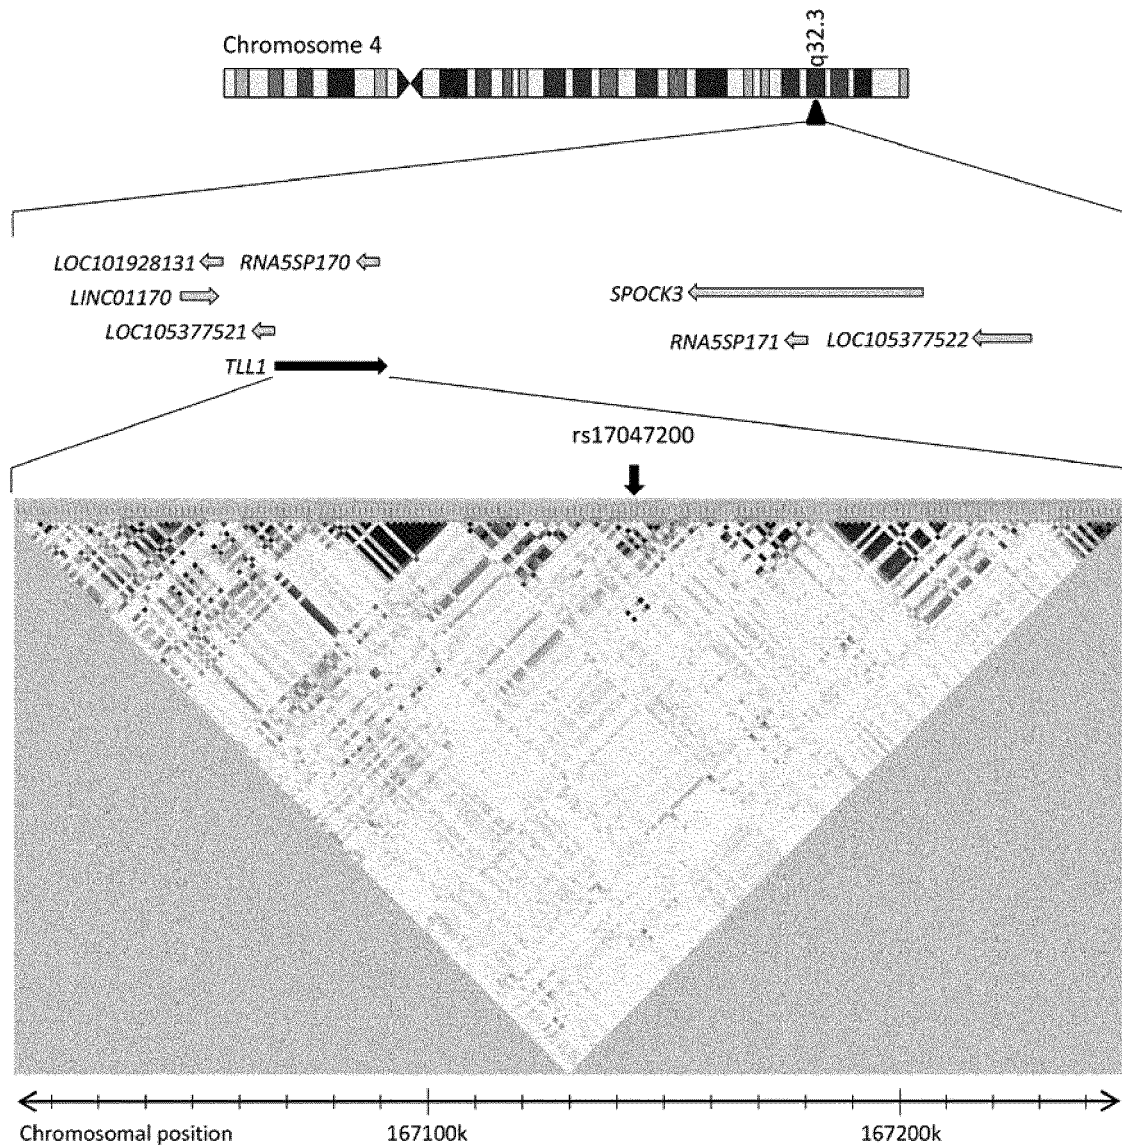 Chromosome 4
q32.3
LOC101928131
RNA5SP170
LINC01170
SPOCK3
LOC105377521
RNA5SP171
LOC105377522
TLL1
rs17047200
Chromosomal position
167100k
167200k